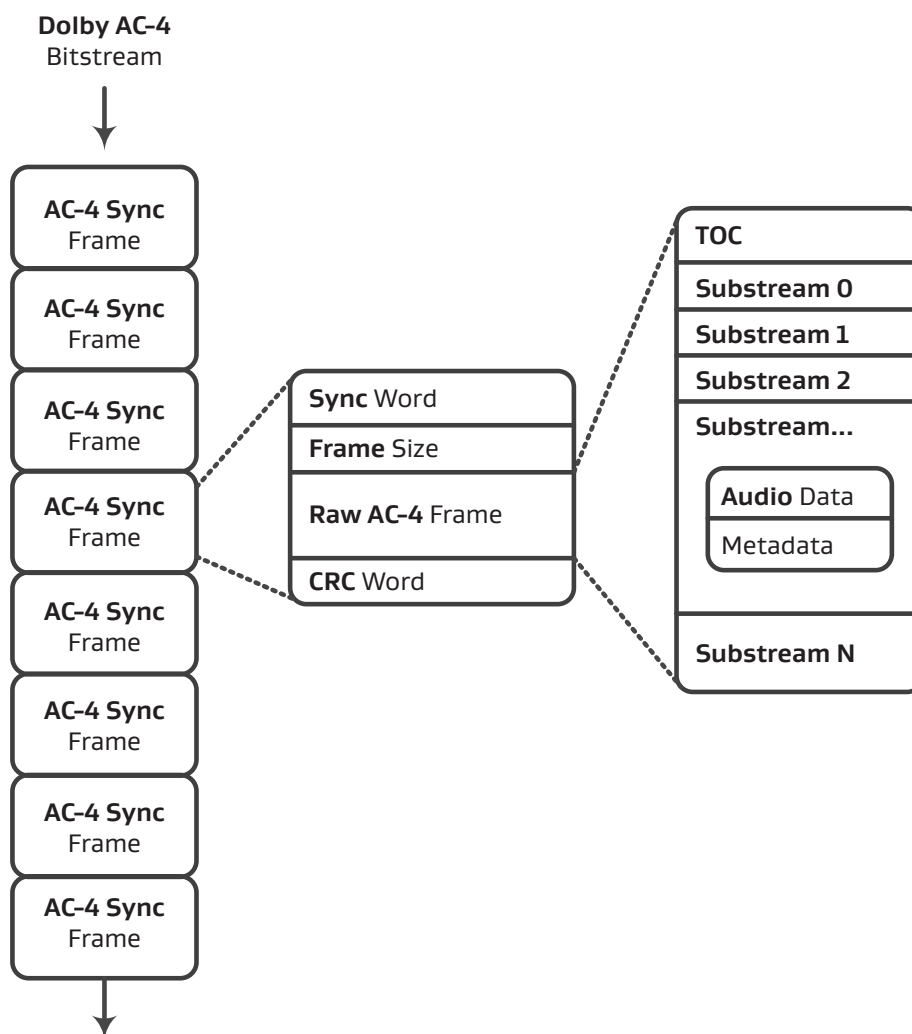 Dolby AC-4
Bitstream
AC-4 Sync
Frame
AC-4 Sync
Frame
AC-4 Sync
Frame
AC-4 Sync
Frame
AC-4 Sync
Frame
AC-4 Sync
Frame
AC-4 Sync
Frame
AC-4 Sync
Frame
Sync Word
Frame Size
Raw AC-4 Frame
CRC Word
TOC
Substream 0
Substream 1
Substream 2
Substream...
Audio Data
Metadata
Substream N